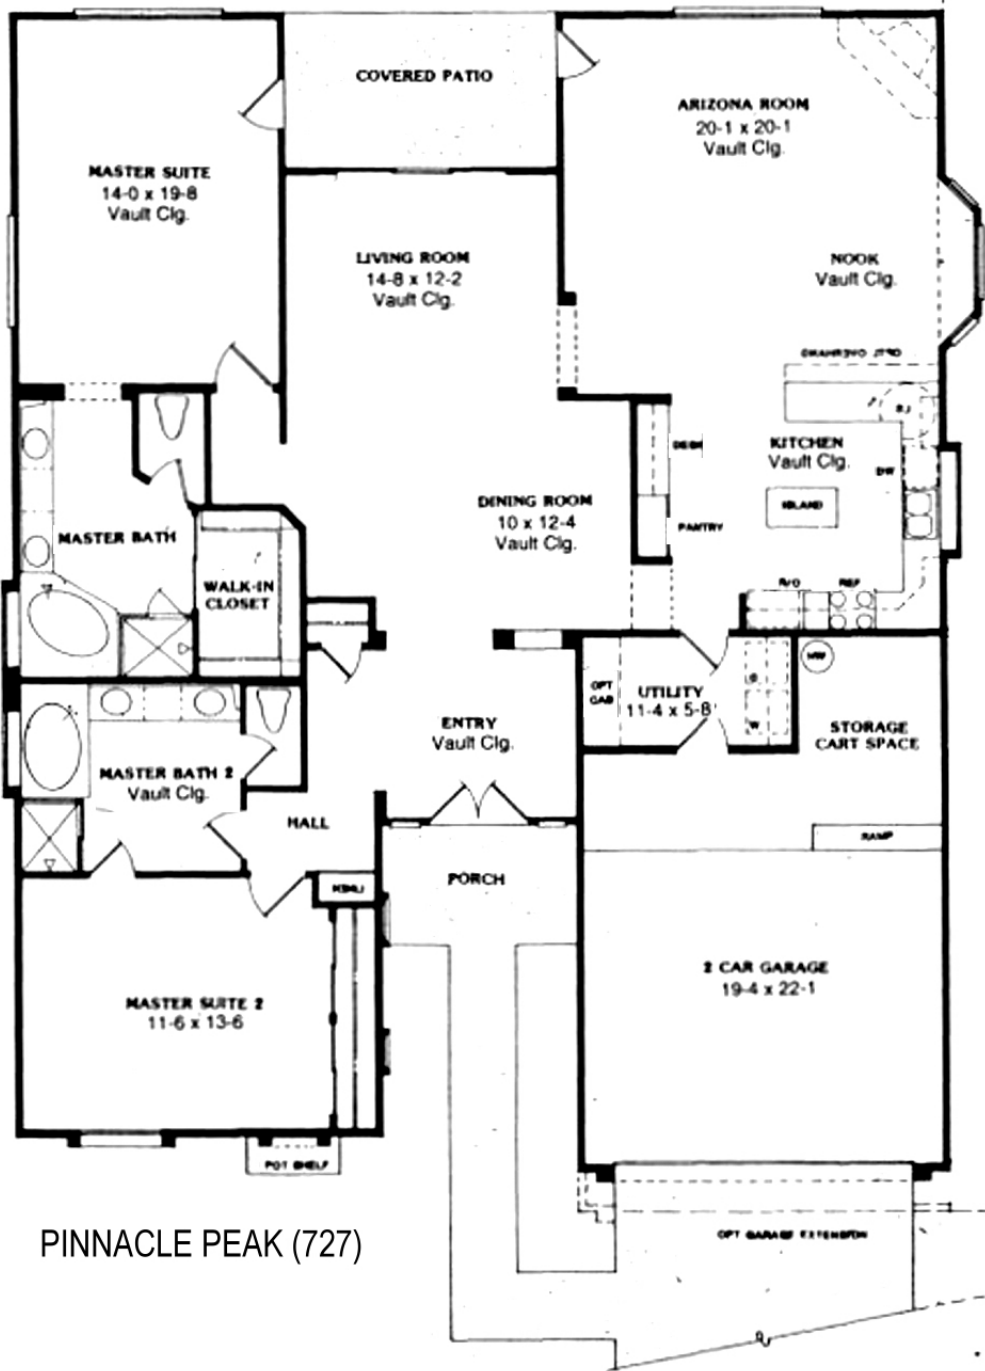 COVERED PATIO
ARIZONA ROOM
20-1 x 20-1
Vault Clg.
MASTER SUITE
14-0 x 19-8
Vault Clg.
LIVING ROOM
14-8 x 12-2
Vault Clg.
NOOK
Vault Clg.
KITCHEN
Vault Clg.
DESK
DW
ISLAND
PANTRY
DINING ROOM
10 x 12-4
Vault Clg.
MASTER BATH
WALK-IN
CLOSET
R/O
REF
OPT
CAB
UTILITY
11-4 x 5-8
W
HW
STORAGE
CART SPACE
ENTRY
Vault Clg.
MASTER BATH 2
Vault Clg.
HALL
RAMP
PORCH
2 CAR GARAGE
19-4 x 22-1
MASTER SUITE 2
11-6 x 13-6
POT SHELF
OPT GARAGE EXTENSION
PINNACLE PEAK (727)